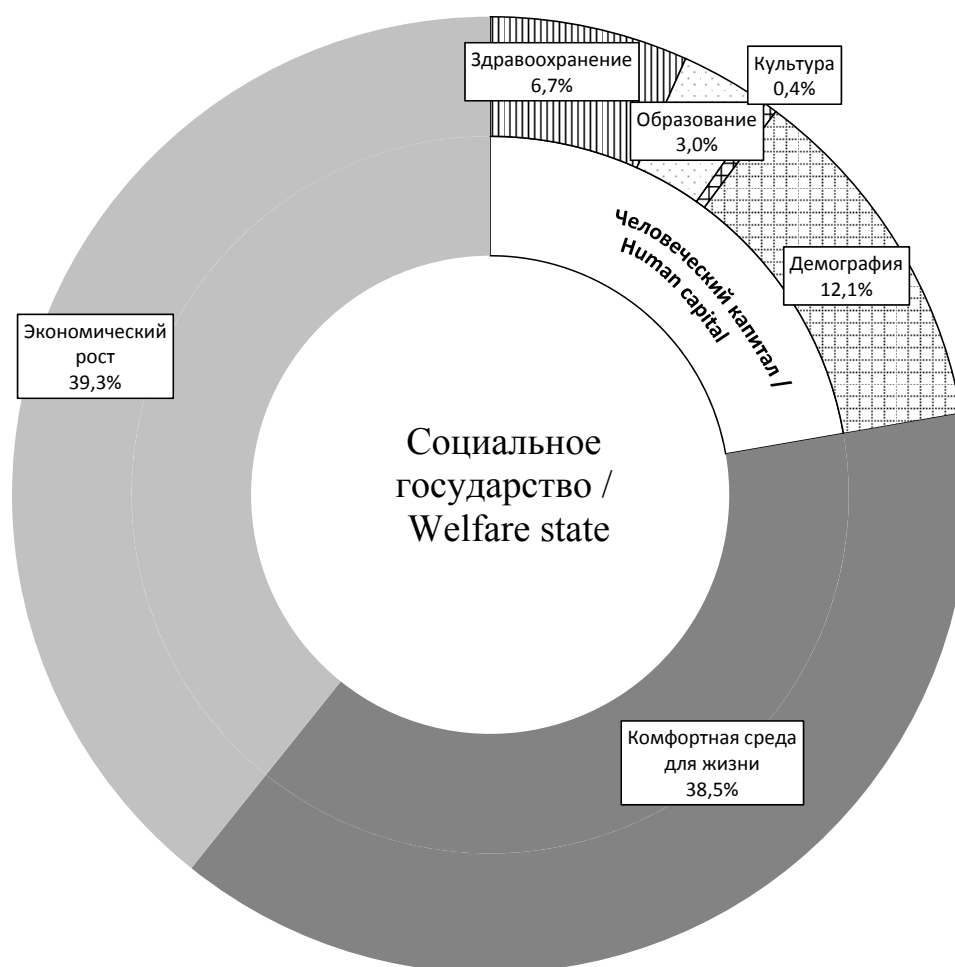 Здравоохранение
6,7%
Культура
0,4%
Образование
3,0%
Человеческий капитал /
Human capital
Демография
12,1%
Экономический
рост
39,3%
Социальное
государство /
Welfare state
Комфортная среда
для жизни
38,5%